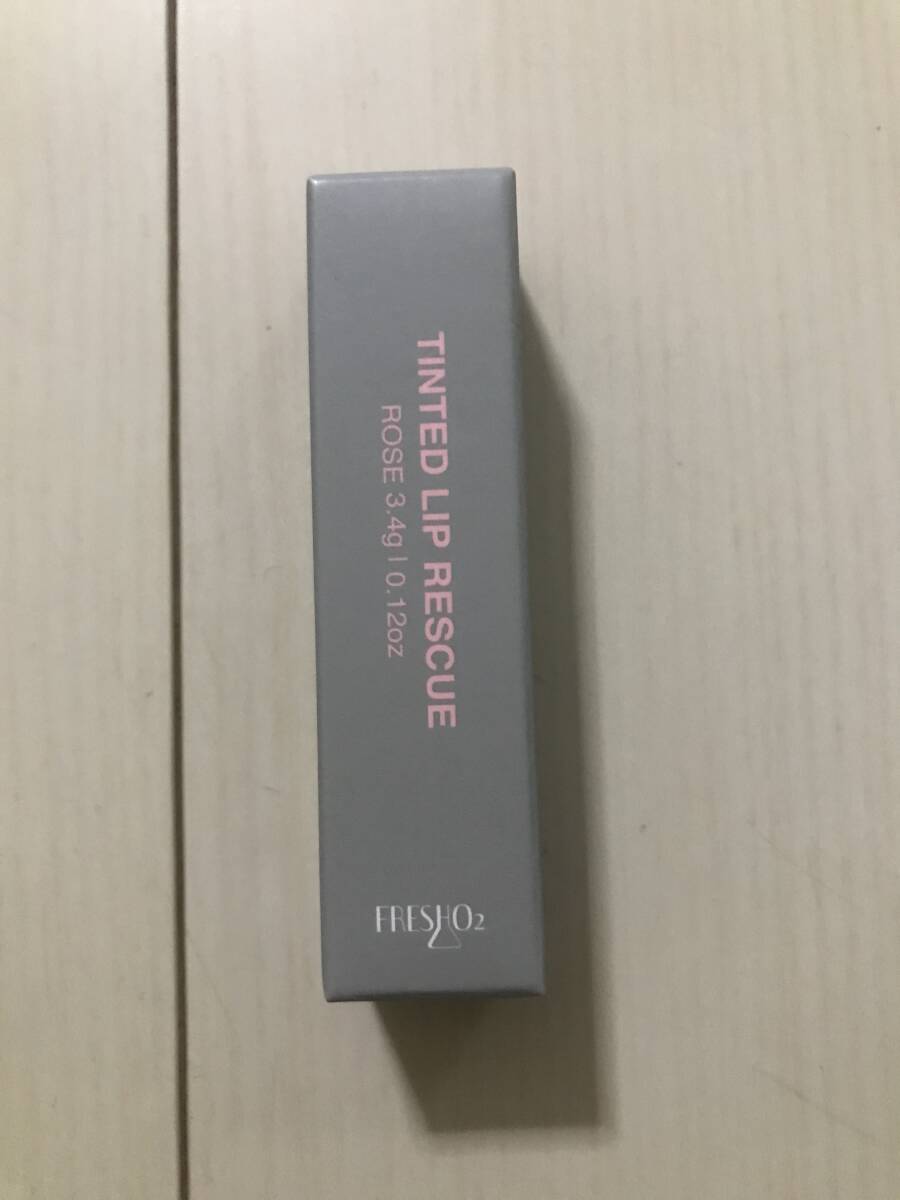 TINTED LIP RESCUE
ROSE 3.4g | 0.12oz
FRESHO2